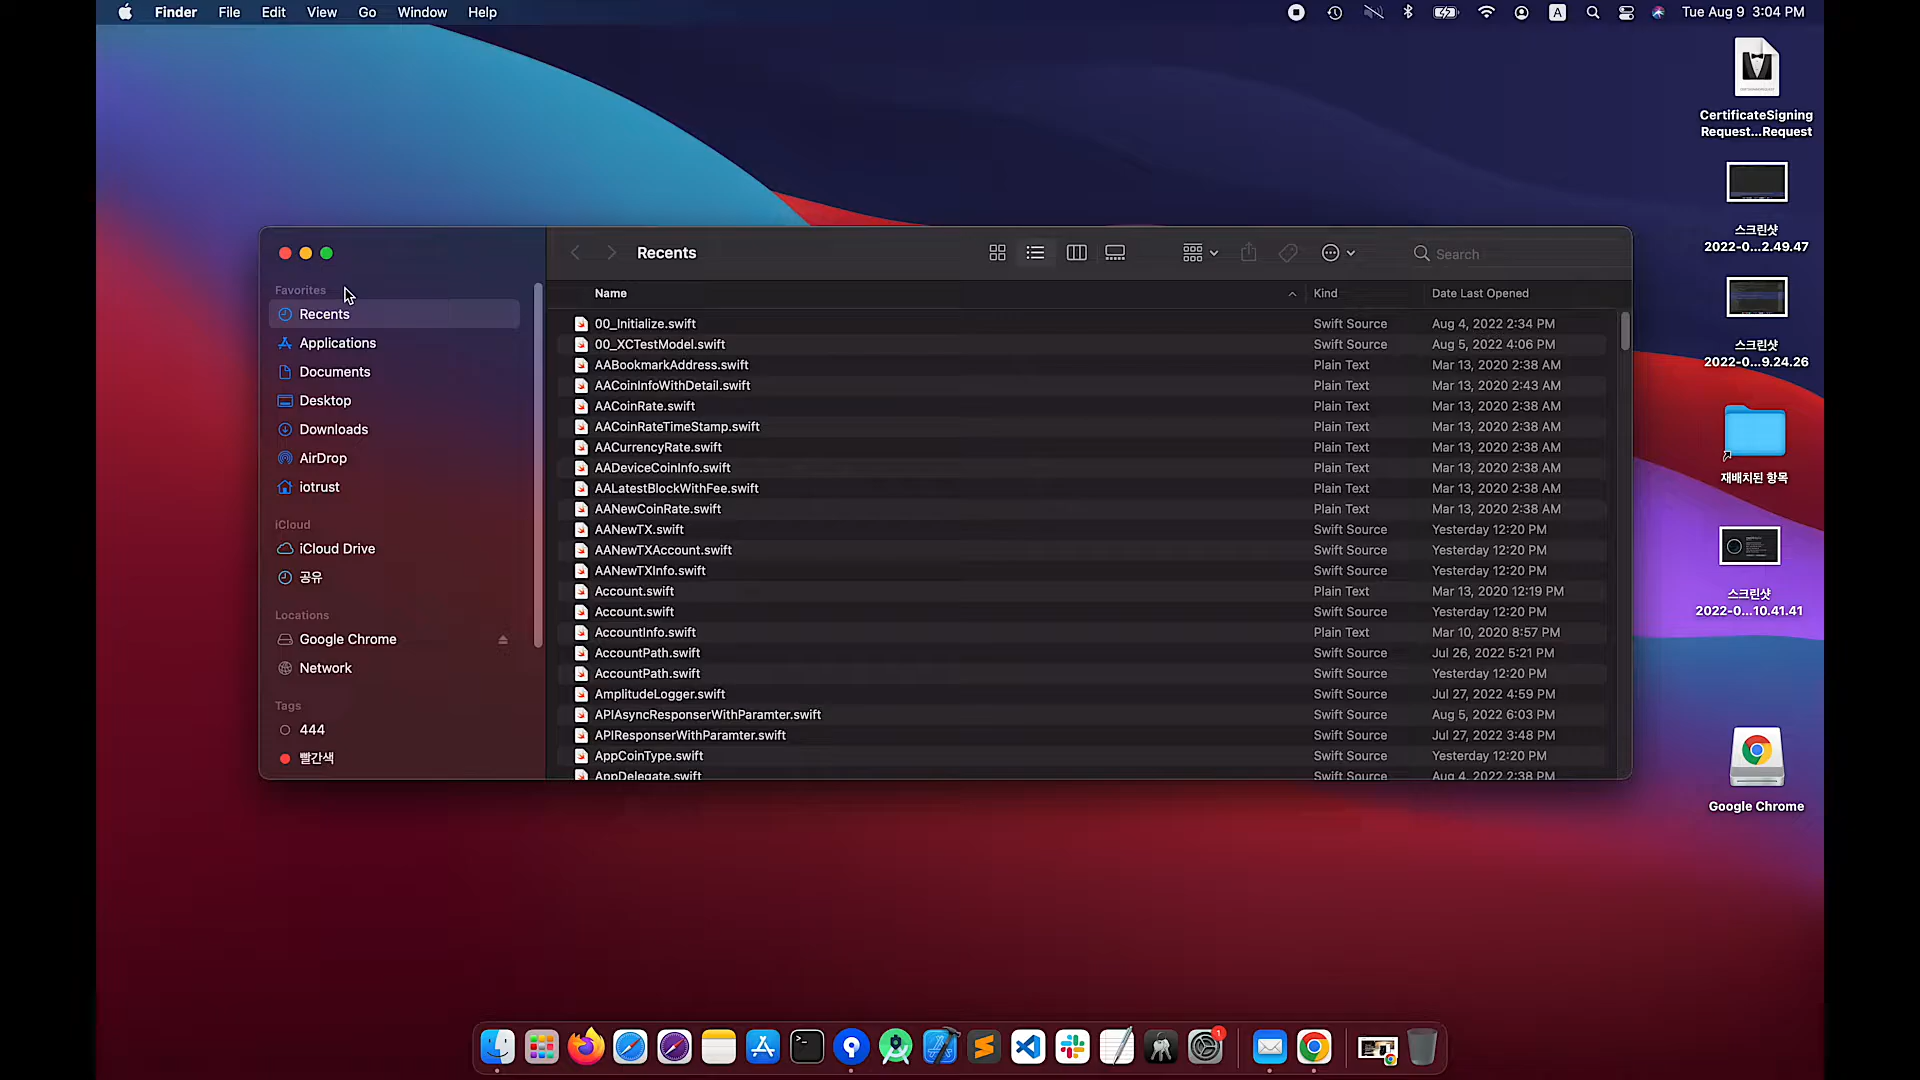 Finder File Edit View Go Window Help
A
Tue Aug 9 3:04 PM
CertificateSigning
Request...Request
스크린샷
2022-0...2.49.47
스크린샷
2022-0...9.24.26
재배치된 항목
스크린샷
2022-0...10.41.41
Google Chrome
Favorites
Recents
Applications
Documents
Desktop
Downloads
AirDrop
iotrust
iCloud
iCloud Drive
공유
Locations
Google Chrome
Network
Tags
444
빨간색
Recents
Search
Name Kind Date Last Opened
00_Initialize.swift Swift Source Aug 4, 2022 2:34 PM
00_XCTestModel.swift Swift Source Aug 5, 2022 4:06 PM
AABookmarkAddress.swift Plain Text Mar 13, 2020 2:38 AM
AACoinInfoWithDetail.swift Plain Text Mar 13, 2020 2:43 AM
AACoinRate.swift Plain Text Mar 13, 2020 2:38 AM
AACoinRateTimeStamp.swift Plain Text Mar 13, 2020 2:38 AM
AACurrencyRate.swift Plain Text Mar 13, 2020 2:38 AM
AADeviceCoinInfo.swift Plain Text Mar 13, 2020 2:38 AM
AALatestBlockWithFee.swift Plain Text Mar 13, 2020 2:38 AM
AANewCoinRate.swift Plain Text Mar 13, 2020 2:38 AM
AANewTX.swift Swift Source Yesterday 12:20 PM
AANewTXAccount.swift Swift Source Yesterday 12:20 PM
AANewTXInfo.swift Swift Source Yesterday 12:20 PM
Account.swift Plain Text Mar 13, 2020 12:19 PM
Account.swift Swift Source Yesterday 12:20 PM
AccountInfo.swift Plain Text Mar 10, 2020 8:57 PM
AccountPath.swift Swift Source Jul 26, 2022 5:21 PM
AccountPath.swift Swift Source Yesterday 12:20 PM
AmplitudeLogger.swift Swift Source Jul 27, 2022 4:59 PM
APIAsyncResponserWithParamter.swift Swift Source Aug 5, 2022 6:03 PM
APIResponserWithParamter.swift Swift Source Jul 27, 2022 3:48 PM
AppCoinType.swift Swift Source Yesterday 12:20 PM
AppDelegate.swift Swift Source Aug 4, 2022 2:38 PM
1